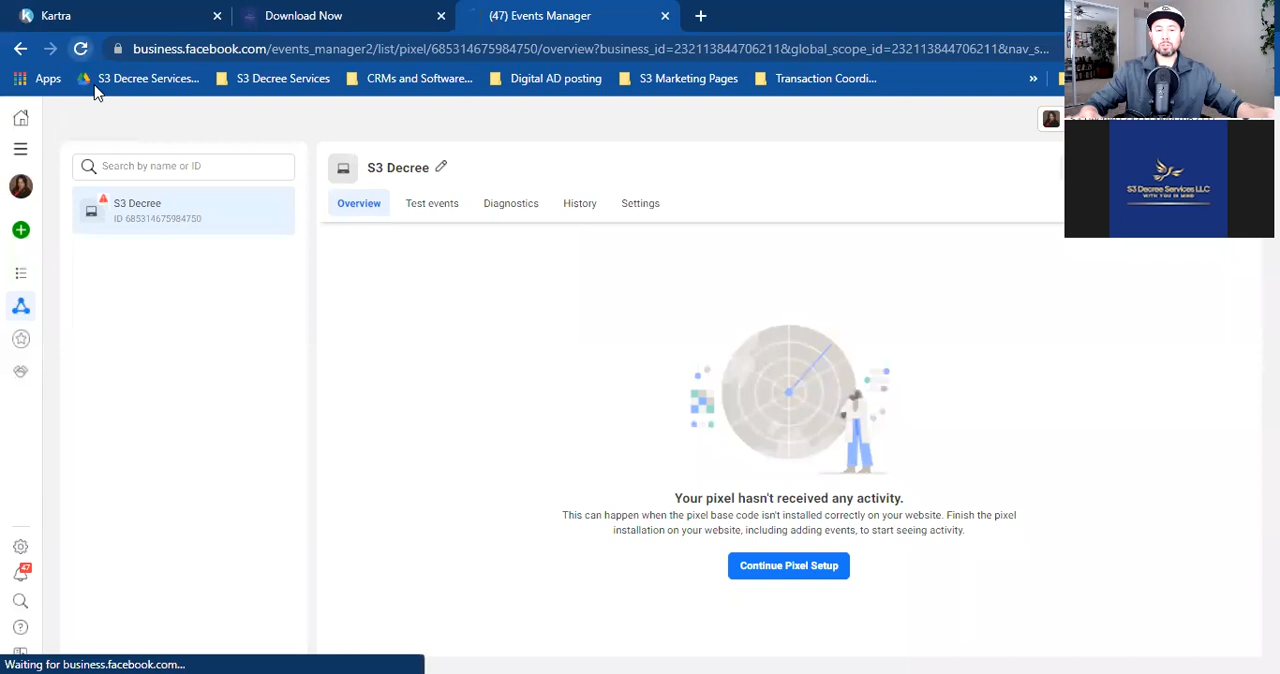 Kartra
Download Now
(47) Events Manager
business.facebook.com/events_manager2/list/pixel/685314675984750/overview?business_id=232113844706211&global_scope_id=232113844706211&nav_s...
Apps
S3 Decree Services...
S3 Decree Services
CRMs and Software...
Digital AD posting
S3 Marketing Pages
Transaction Coordi...
»
Search by name or ID
S3 Decree
ID 685314675984750
S3 Decree
Overview
Test events
Diagnostics
History
Settings
S3 Decree Services LLC
WITH YOU IN MIND
Your pixel hasn't received any activity.
This can happen when the pixel base code isn't installed correctly on your website. Finish the pixel
installation on your website, including adding events, to start seeing activity.
Continue Pixel Setup
47
Waiting for business.facebook.com...